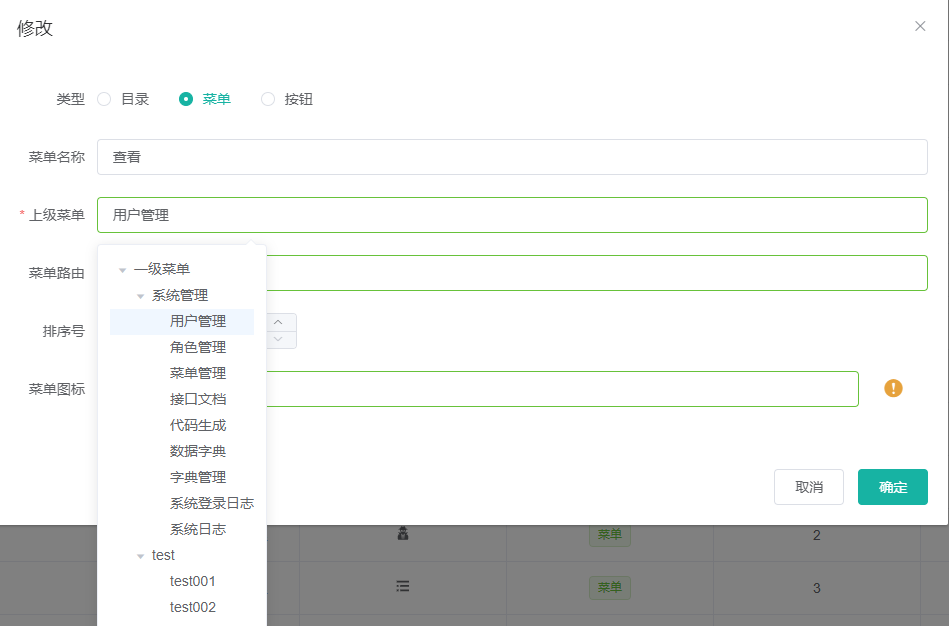 修改
类型 目录 菜单 按钮
菜单名称 查看
* 上级菜单 用户管理
菜单路由
排序号
菜单图标
一级菜单
系统管理
用户管理
角色管理
菜单管理
接口文档
代码生成
数据字典
字典管理
系统登录日志
系统日志
test
test001
test002
取消 确定
菜单 2
菜单 3